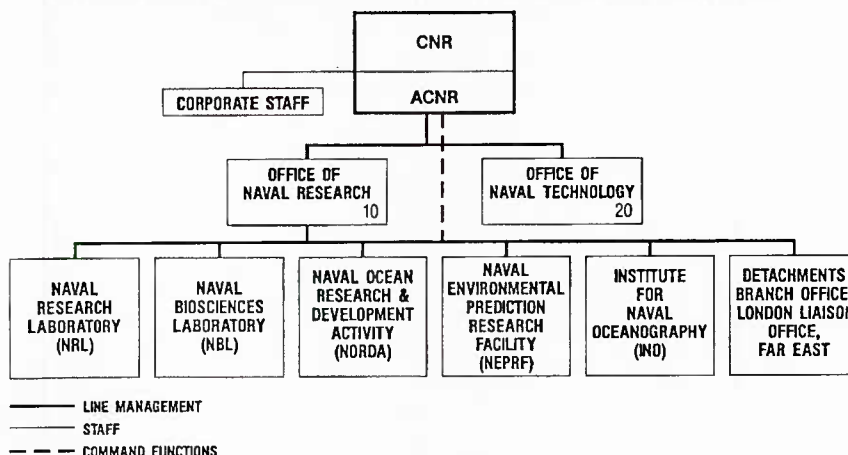 CNR
ACNR
CORPORATE STAFF
OFFICE OF
NAVAL RESEARCH
10
OFFICE OF
NAVAL TECHNOLOGY
20
NAVAL
RESEARCH
LABORATORY
(NRL)
NAVAL
BIOSCIENCES
LABORATORY
(NBL)
NAVAL OCEAN
RESEARCH &
DEVELOPMENT
ACTIVITY
(NORDA)
NAVAL
ENVIRONMENTAL
PREDICTION
RESEARCH
FACILITY
(NEPRF)
INSTITUTE
FOR
NAVAL
OCEANOGRAPHY
(INO)
DETACHMENTS
BRANCH OFFICE
LONDON LIAISON
OFFICE,
FAR EAST
LINE MANAGEMENT
STAFF
COMMAND FUNCTIONS